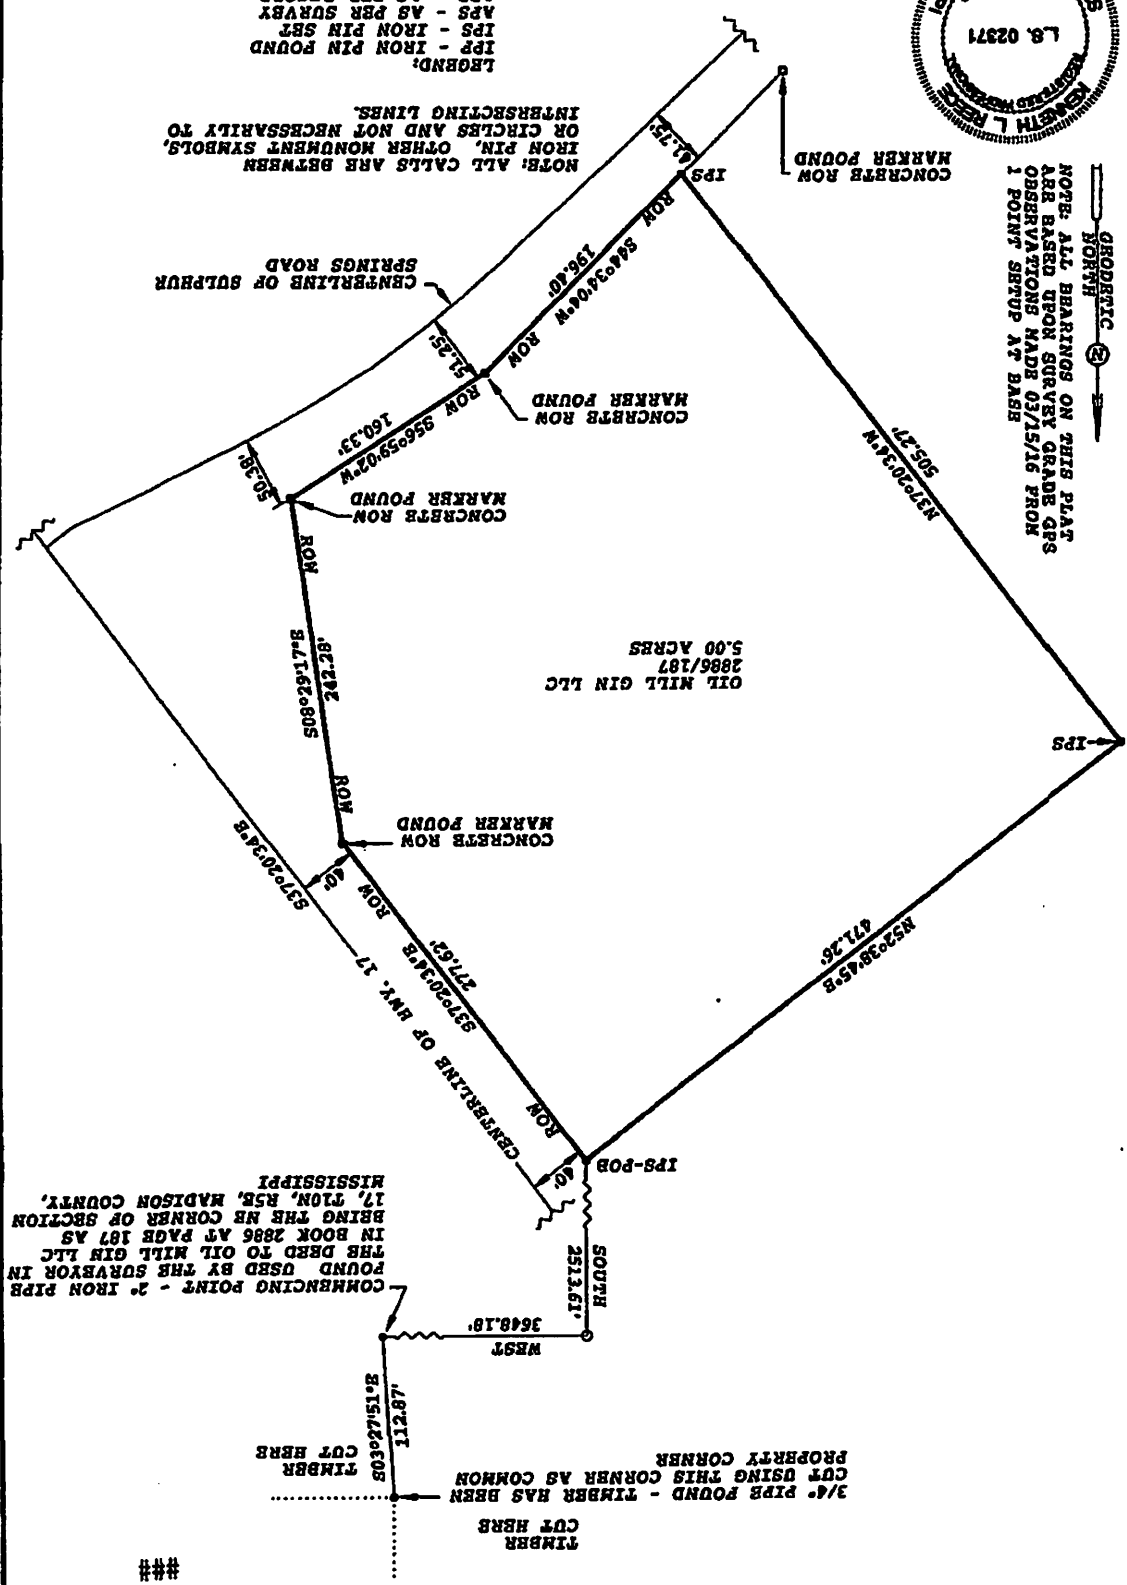 ###
TIMBER
CUT HERE
3/4" PIPE FOUND - TIMBER HAS BEEN
CUT USING THIS CORNER AS COMMON
PROPERTY CORNER
TIMBER
CUT HERE
S03°27'51"E
112.87'
WEST
3648.18'
SOUTH
2513.61'
COMMENCING POINT - 2" IRON PIPE
FOUND USED BY THE SURVEYOR IN
THE DEED TO OIL MILL GIN LLC
IN BOOK 2886 AT PAGE 187 AS
BEING THE NE CORNER OF SECTION
17, T10N, R5E, MADISON COUNTY,
MISSISSIPPI
IPS-POB
40'
ROW
CENTERLINE OF HWY. 17
S37°20'34"E
277.62'
ROW
40'
S37°20'34"E
N52°38'45"E
471.26'
CONCRETE ROW
MARKER FOUND
ROW
S08°29'17"E
242.28'
ROW
IPS
OIL MILL GIN LLC
2886/187
5.00 ACRES
N37°20'34"W
505.27'
CONCRETE ROW
MARKER FOUND
50.38'
S56°59'02"W
160.33'
ROW
CONCRETE ROW
MARKER FOUND
51.25'
ROW
S44°34'04"W
196.40'
ROW
CENTERLINE OF SULPHUR
SPRINGS ROAD
IPS
41.75'
CONCRETE ROW
MARKER FOUND
GEODETIC
NORTH
N
NOTE: ALL BEARINGS ON THIS PLAT
ARE BASED UPON SURVEY GRADE GPS
OBSERVATIONS MADE 03/15/16 FROM
1 POINT SETUP AT BASE
NOTE: ALL CALLS ARE BETWEEN
IRON PIN. OTHER MONUMENT SYMBOLS,
OR CIRCLES AND NOT NECESSARILY TO
INTERSECTING LINES.
LEGEND:
IPF - IRON PIN FOUND
IPS - IRON PIN SET
APS - AS PER SURVEY
KENNETH L REECE
REGISTERED PROFESSIONAL
L.S. 02371